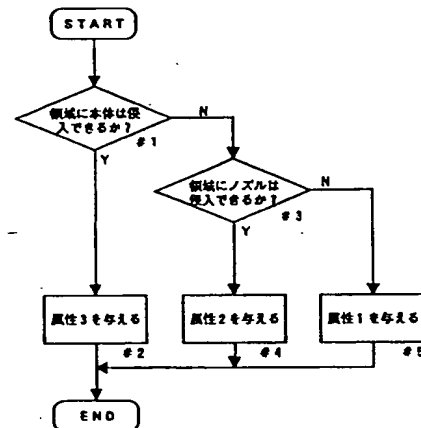 START
領域に本体は侵
入できるか？
N
#1
Y
領域にノズルは
侵入できるか？
N
#3
Y
属性3を与える
属性2を与える
属性1を与える
#2
#4
#5
END